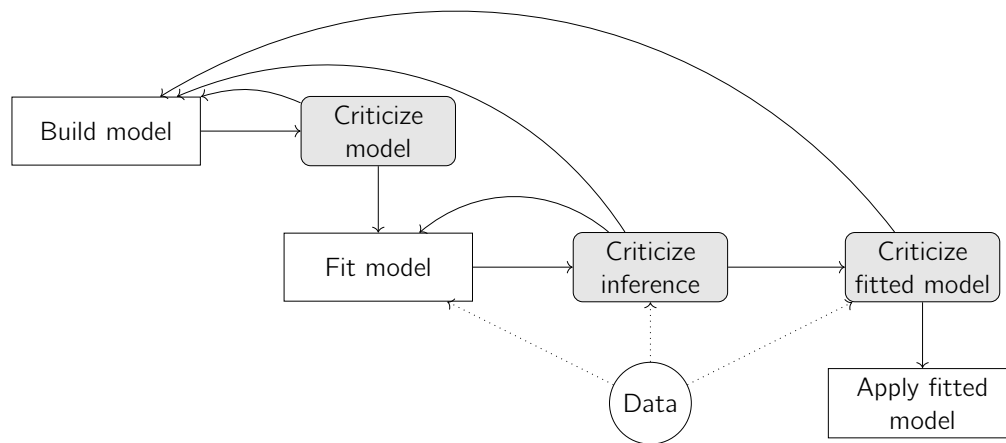 Build model
Criticize
model
Fit model
Criticize
inference
Criticize
fitted model
Data
Apply fitted
model